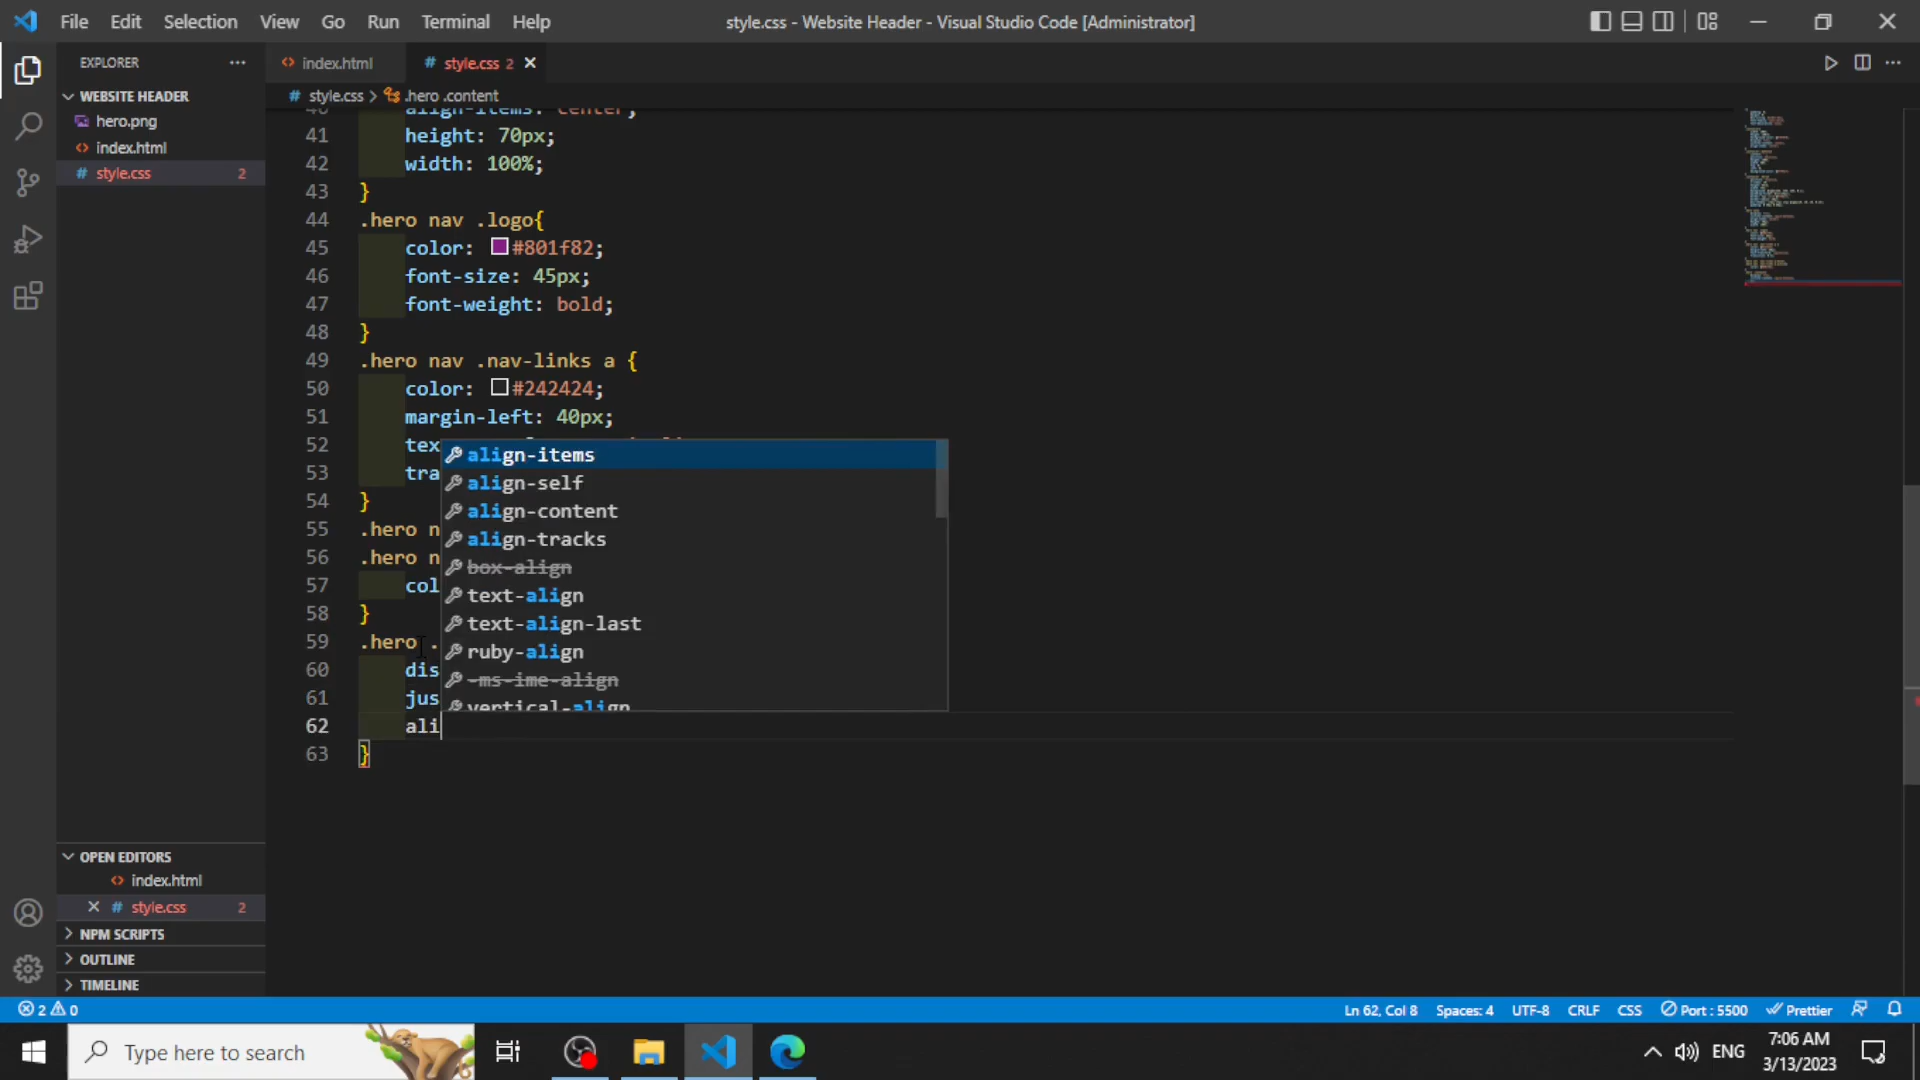 File Edit Selection View Go Run Terminal Help
style.css - Website Header - Visual Studio Code [Administrator]
EXPLORER
WEBSITE HEADER
hero.png
index.html
style.css 2
index.html
style.css 2
style.css > .hero .content
40 align-items: center;
41 height: 70px;
42 width: 100%;
43 }
44 .hero nav .logo{
45 color: #801f82;
46 font-size: 45px;
47 font-weight: bold;
48 }
49 .hero nav .nav-links a {
50 color: #242424;
51 margin-left: 40px;
52 tex
53 tra
54 }
55 .hero n
56 .hero n
57 col
58 }
59 .hero .
60 dis
61 jus
62 ali
63 }
align-items
align-self
align-content
align-tracks
box-align
text-align
text-align-last
ruby-align
-ms-ime-align
vertical-align
OPEN EDITORS
index.html
style.css 2
NPM SCRIPTS
OUTLINE
TIMELINE
2 0
Ln 62, Col 8 Spaces: 4 UTF-8 CRLF CSS Port : 5500 Prettier
Type here to search
ENG
7:06 AM
3/13/2023